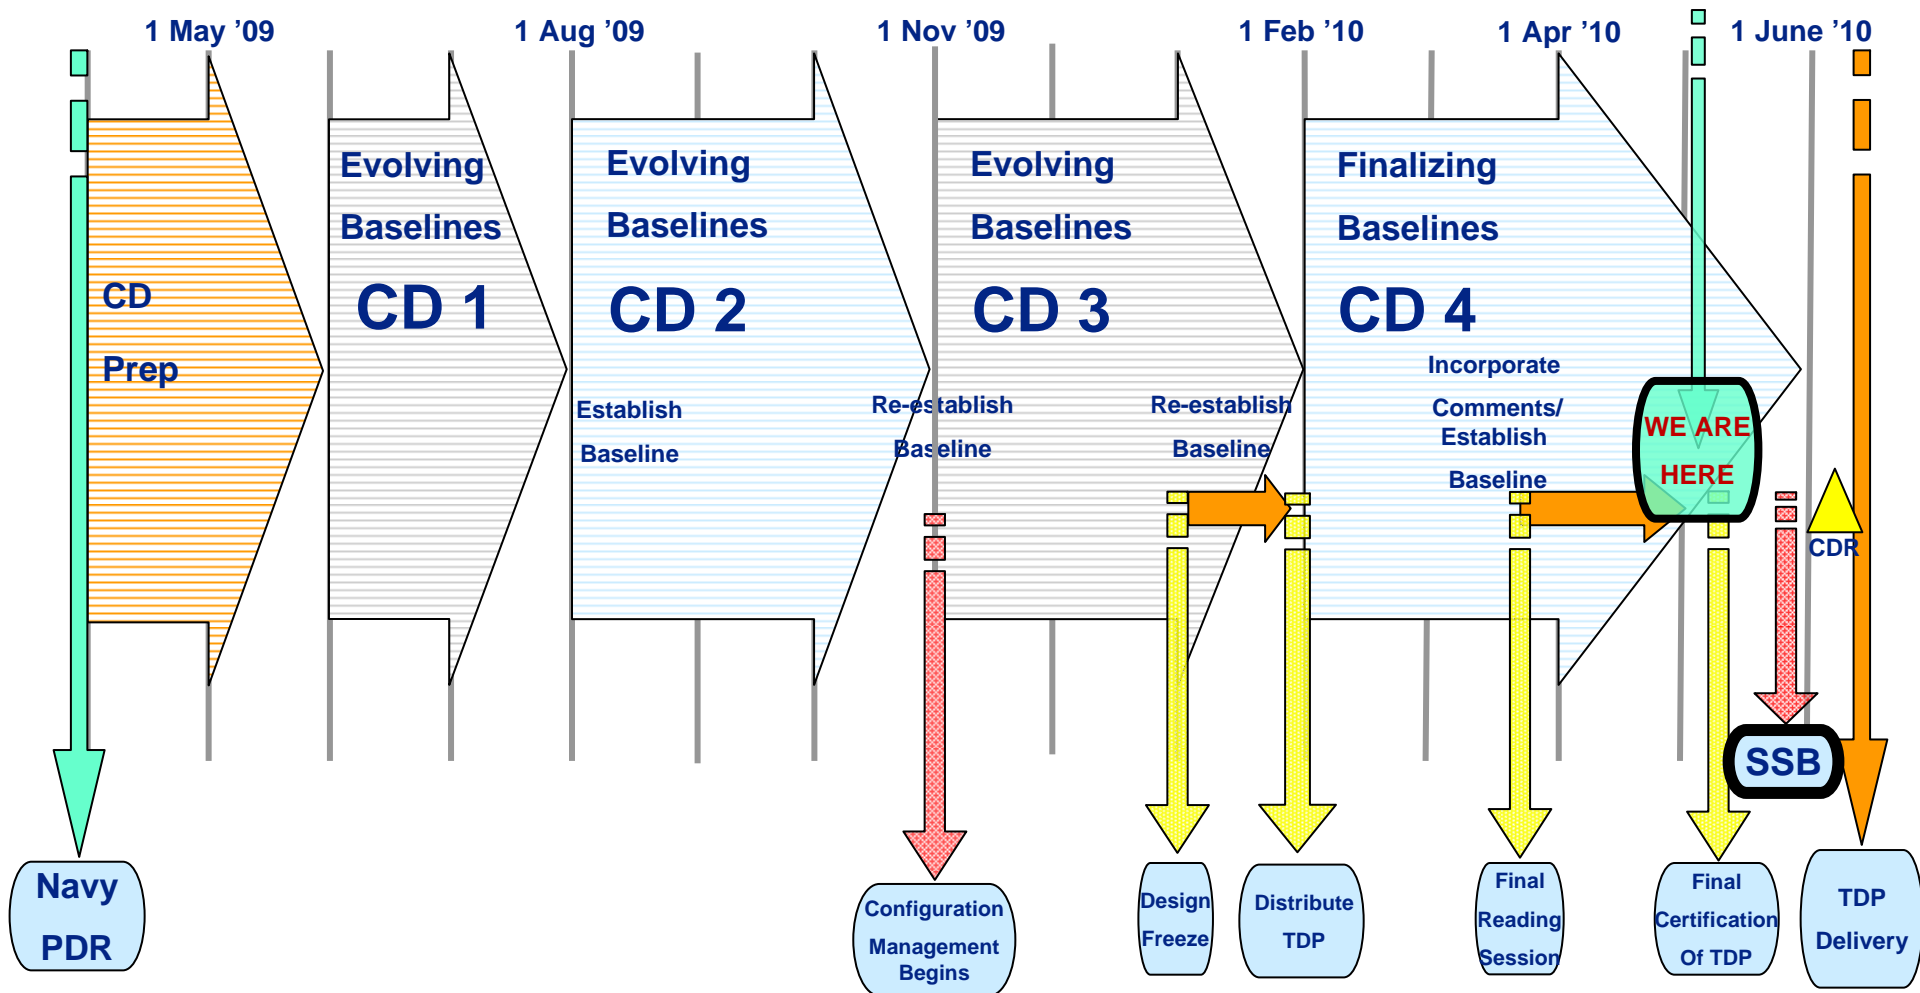 1 May ’09
1 Aug ’09
1 Nov ’09
1 Feb ’10
1 Apr ’10
1 June ’10
CD
Prep
Evolving
Baselines
CD 1
Evolving
Baselines
CD 2
Establish
Baseline
Evolving
Baselines
CD 3
Re-establish
Baseline
Re-establish
Baseline
Finalizing
Baselines
CD 4
Incorporate
Comments/
Establish
Baseline
WE ARE
HERE
CDR
SSB
Navy
PDR
Configuration
Management
Begins
Design
Freeze
Distribute
TDP
Final
Reading
Session
Final
Certification
Of TDP
TDP
Delivery